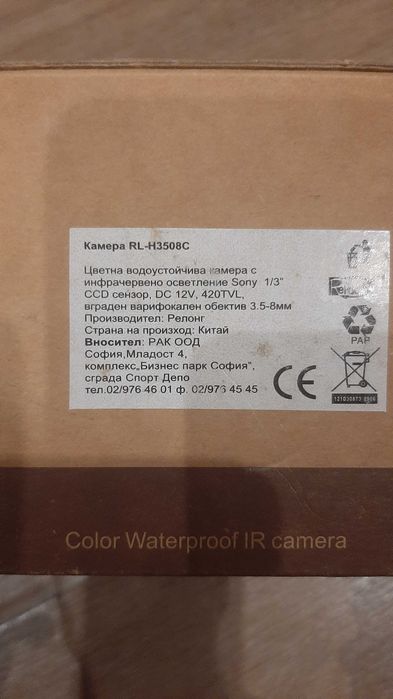 Камера RL-H3508C
Цветна водоустойчива камера с
инфрачервено осветление Sony 1/3"
CCD сензор, DC 12V, 420TVL,
вграден варифокален обектив 3.5-8мм
Производител: Релонг
Страна на произход: Китай
Вносител: РАК ООД
София,Младост 4,
комплекс„Бизнес парк София",
сграда Спорт Депо
тел.02/976 46 01 ф. 02/973 45 45
PAP
Color Waterproof IR camera